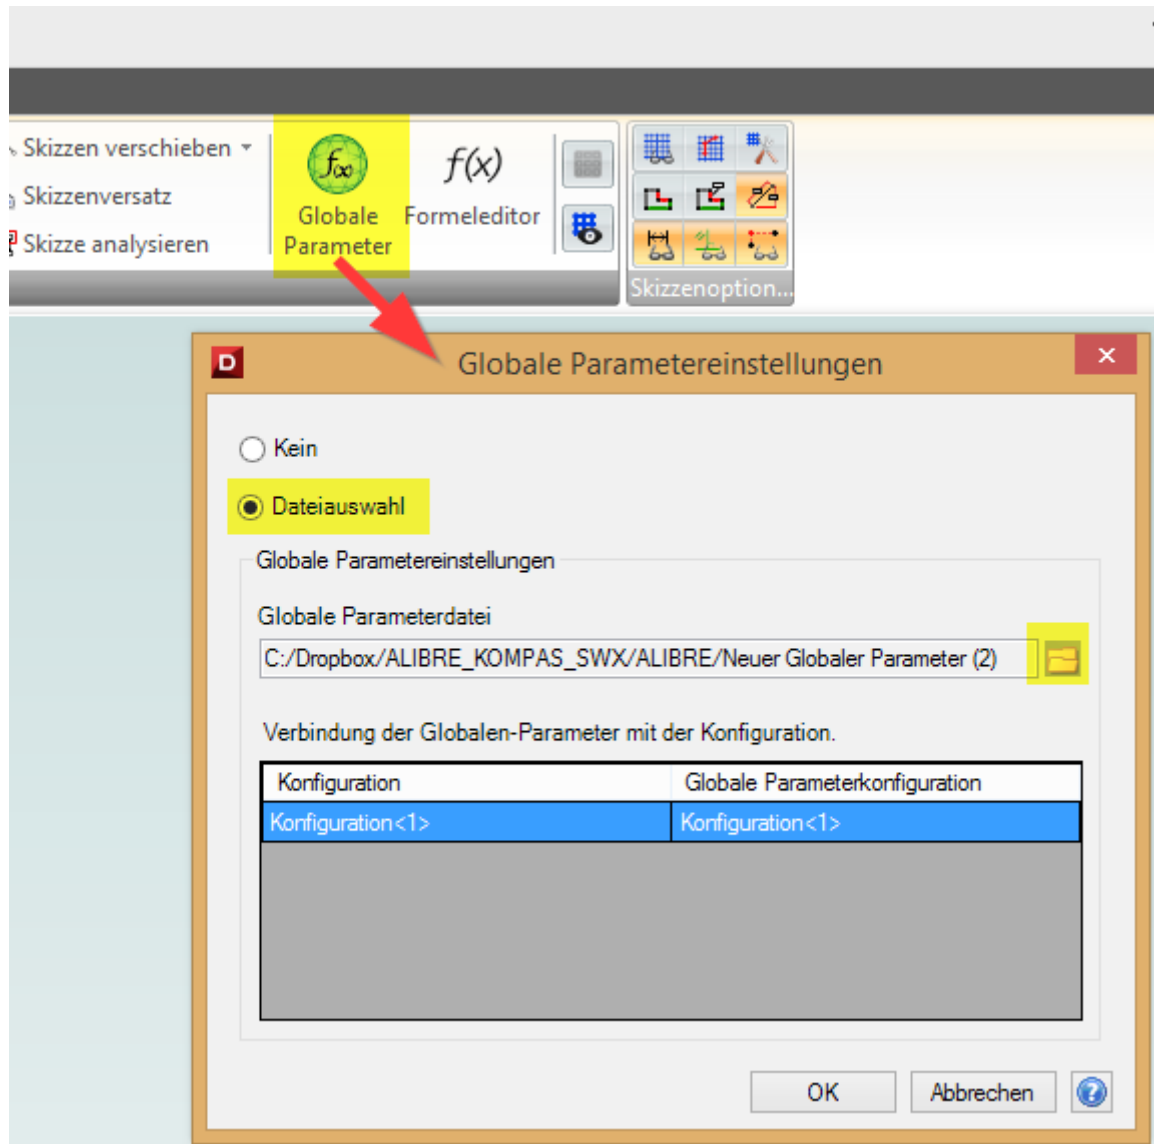 Skizzen verschieben
Skizzenversatz
Skizze analysieren
f(x)
Globale
Parameter
f(x)
Formeleditor
Skizzenoption...
D
Globale Parametereinstellungen
Kein
Dateiauswahl
Globale Parametereinstellungen
Globale Parameterdatei
C:/Dropbox/ALIBRE_KOMPAS_SWX/ALIBRE/Neuer Globaler Parameter (2)
Verbindung der Globalen-Parameter mit der Konfiguration.
Konfiguration Globale Parameterkonfiguration
Konfiguration<1> Konfiguration<1>
OK Abbrechen ?